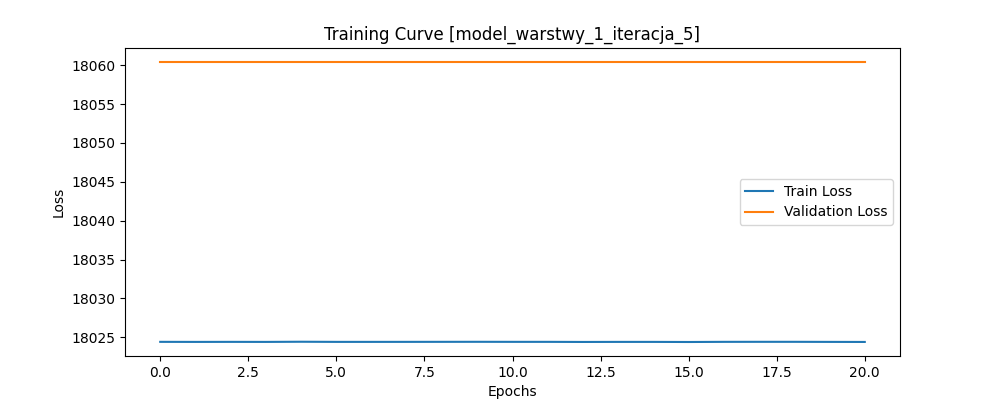 Training Curve [model_warstwy_1_iteracja_5]
Loss
18060
18055
18050
18045
18040
18035
18030
18025
Train Loss
Validation Loss
0.0 2.5 5.0 7.5 10.0 12.5 15.0 17.5 20.0
Epochs